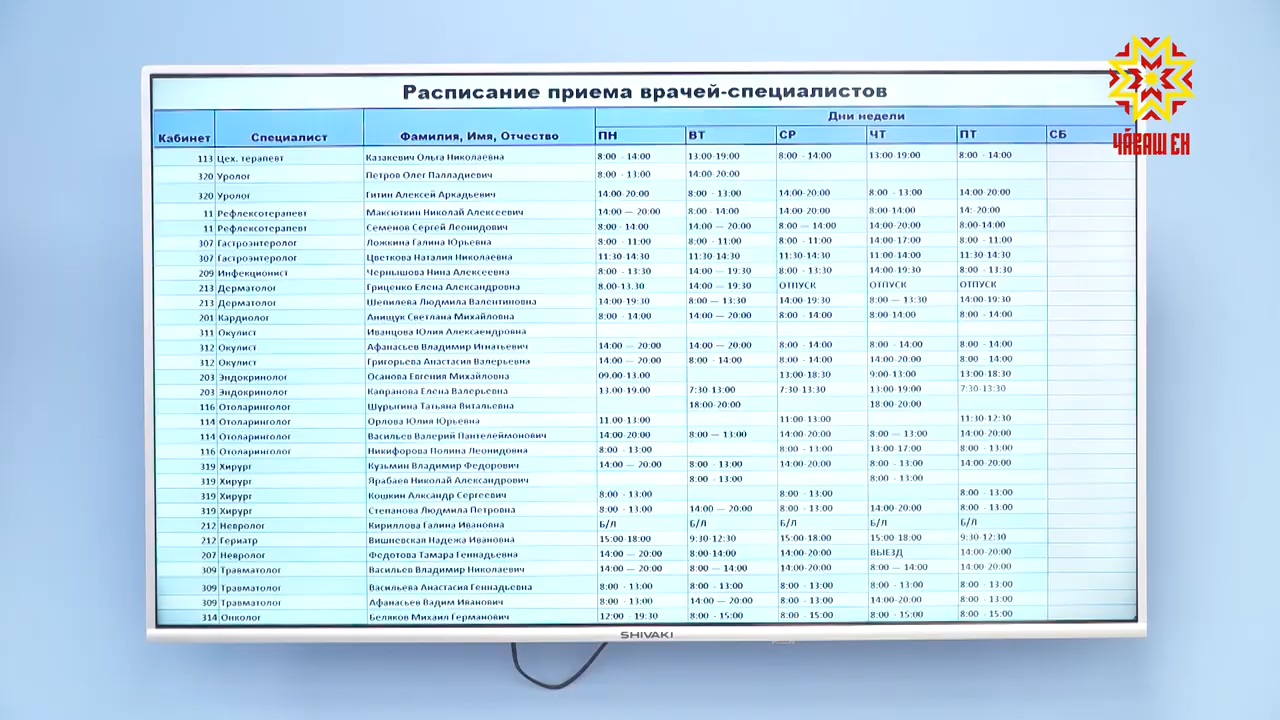 Расписание приема врачей-специалистов
ЧӐВАШ ЕН
Дни недели
Кабинет Специалист Фамилия, Имя, Отчество ПН ВТ СР ЧТ ПТ СБ
113 Цех. терапевт Казакевич Ольга Николаевна 8:00 - 14:00 13:00-19:00 8:00 - 14:00 13:00-19:00 8:00 - 14:00
320 Уролог Петров Олег Палладиевич 8:00 - 13:00 14:00-20:00
320 Уролог Гитин Алексей Аркадьевич 14:00-20:00 8:00 - 13:00 14:00-20:00 8:00 - 13:00 14:00-20:00
11 Рефлексотерапевт Максюткин Николай Алексеевич 14:00 — 20:00 8:00 - 14:00 14:00-20:00 8:00-14:00 14:-20:00
11 Рефлексотерапевт Семенов Сергей Леонидович 8:00 - 14:00 14:00 — 20:00 8:00 — 14:00 14:00-20:00 8:00-14:00
307 Гастроэнтеролог Ложкина Галина Юрьевна 8:00 - 11:00 8:00 - 11:00 8:00 - 11:00 14:00-17:00 8:00 - 11:00
307 Гастроэнтеролог Цветкова Наталия Николаевна 11:30-14:30 11:30-14:30 11:30-14:30 11:00-14:00 11:30-14:30
209 Инфекционист Чернышова Нина Алексеевна 8:00 - 13:30 14:00 — 19:30 8:00 - 13:30 14:00-19:30 8:00 - 13:30
213 Дерматолог Гриценко Елена Александровна 8.00-13.30 14:00 — 19:30 ОТПУСК ОТПУСК ОТПУСК
213 Дерматолог Шепилева Людмила Валентиновна 14:00-19:30 8:00 — 13:30 14:00-19:30 8:00 — 13:30 14:00-19:30
201 Кардиолог Анищук Светлана Михайловна 8:00 - 14:00 14:00 — 20:00 8:00 - 14:00 8:00-14:00 8:00 - 14:00
311 Окулист Иванцова Юлия Алексаендровна
312 Окулист Афанасьев Владимир Игнатьевич 14:00 — 20:00 14:00 — 20:00 8:00 - 14:00 8:00 - 14:00 8:00 - 14:00
312 Окулист Григорьева Анастасия Валерьевна 14:00 — 20:00 8:00 - 14:00 8:00 - 14:00 14:00-20:00 8:00 - 14:00
203 Эндокринолог Осанова Евгения Михайловна 09.00-13.00 13:00-18:30 9:00-13:00 13:00-18:30
203 Эндокринолог Капранова Елена Валерьевна 13.00-19.00 7:30-13:00 7:30-13:30 13:00-19:00 7:30-13:30
116 Отоларинголог Шурыгина Татьяна Витальевна 18:00-20:00 18:00-20:00
114 Отоларинголог Орлова Юлия Юрьевна 11:00-13:00 11:00-13:00 11:30-12:30
114 Отоларинголог Васильев Валерий Пантелеймонович 14:00-20:00 8:00 — 13:00 14:00-20:00 8:00 — 13:00 14:00-20:00
116 Отоларинголог Никифорова Полина Леонидовна 8:00 - 13:00 8:00 - 13:00 13:00-17:00 8:00 - 13:00
319 Хирург Кузьмин Владимир Федорович 14:00 — 20:00 8:00 - 13:00 14:00-20:00 8:00 - 13:00 14:00-20:00
319 Хирург Ярабаев Николай Александрович 8:00 - 13:00 8:00 - 13:00
319 Хирург Кошкин Алксандр Сергеевич 8:00 - 13:00 8:00 - 13:00 8:00 - 13:00
319 Хирург Степанова Людмила Петровна 8:00 - 13:00 14:00 — 20:00 8:00 - 13:00 14:00-20:00 8:00 - 13:00
212 Невролог Кириллова Галина Ивановна Б/Л Б/Л Б/Л Б/Л Б/Л
212 Гериатр Вишневская Надежа Ивановна 15:00-18:00 9:30-12:30 15:00-18:00 15:00-18:00 9:30-12:30
207 Невролог Федотова Тамара Геннадьевна 14:00 — 20:00 8:00-14:00 14:00-20:00 ВЫЕЗД 14:00-20:00
309 Травматолог Васильев Владимир Николаевич 14:00 — 20:00 8:00 — 14:00 14:00-20:00 8:00 — 14:00 14:00-20:00
309 Травматолог Васильева Анастасия Геннадьевна 8:00 - 13:00 8:00 - 13:00 8:00 - 13:00 8:00 - 13:00 8:00 - 13:00
309 Травматолог Афанасьев Вадим Иванович 8:00 - 13:00 14:00 — 20:00 8:00 - 13:00 14:00-20:00 8:00 - 13:00
314 Онколог Беляков Михаил Германович 12:00 - 19:30 8:00 - 15:00 8:00 - 15:00 8:00 - 15:00 8:00 - 15:00
SHIVAKI